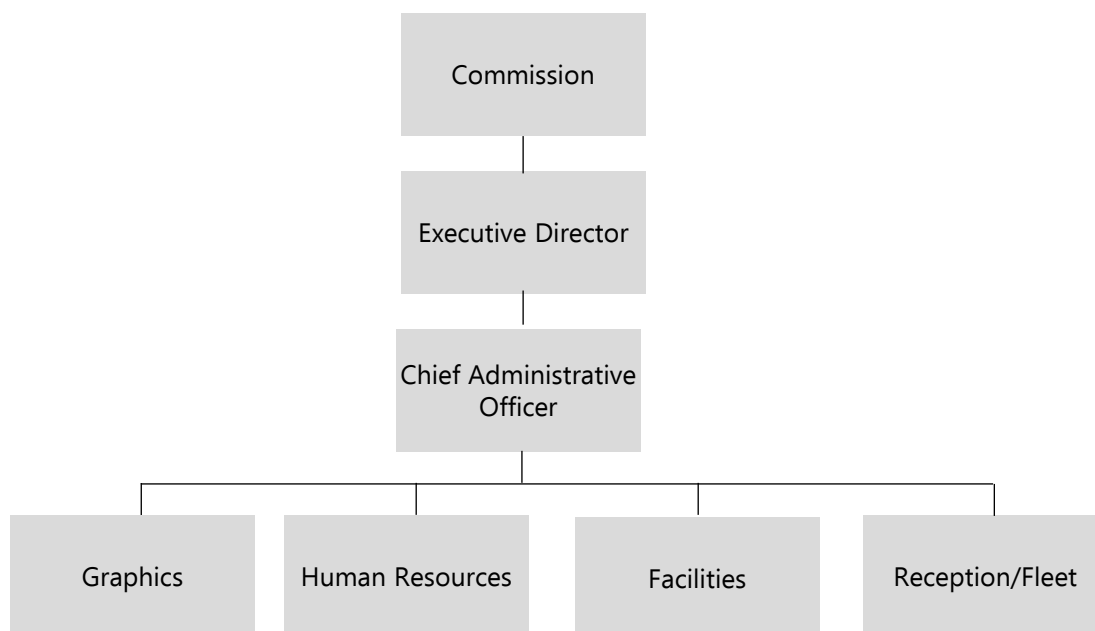 Commission
Executive Director
Chief Administrative
Officer
Graphics
Human Resources
Facilities
Reception/Fleet